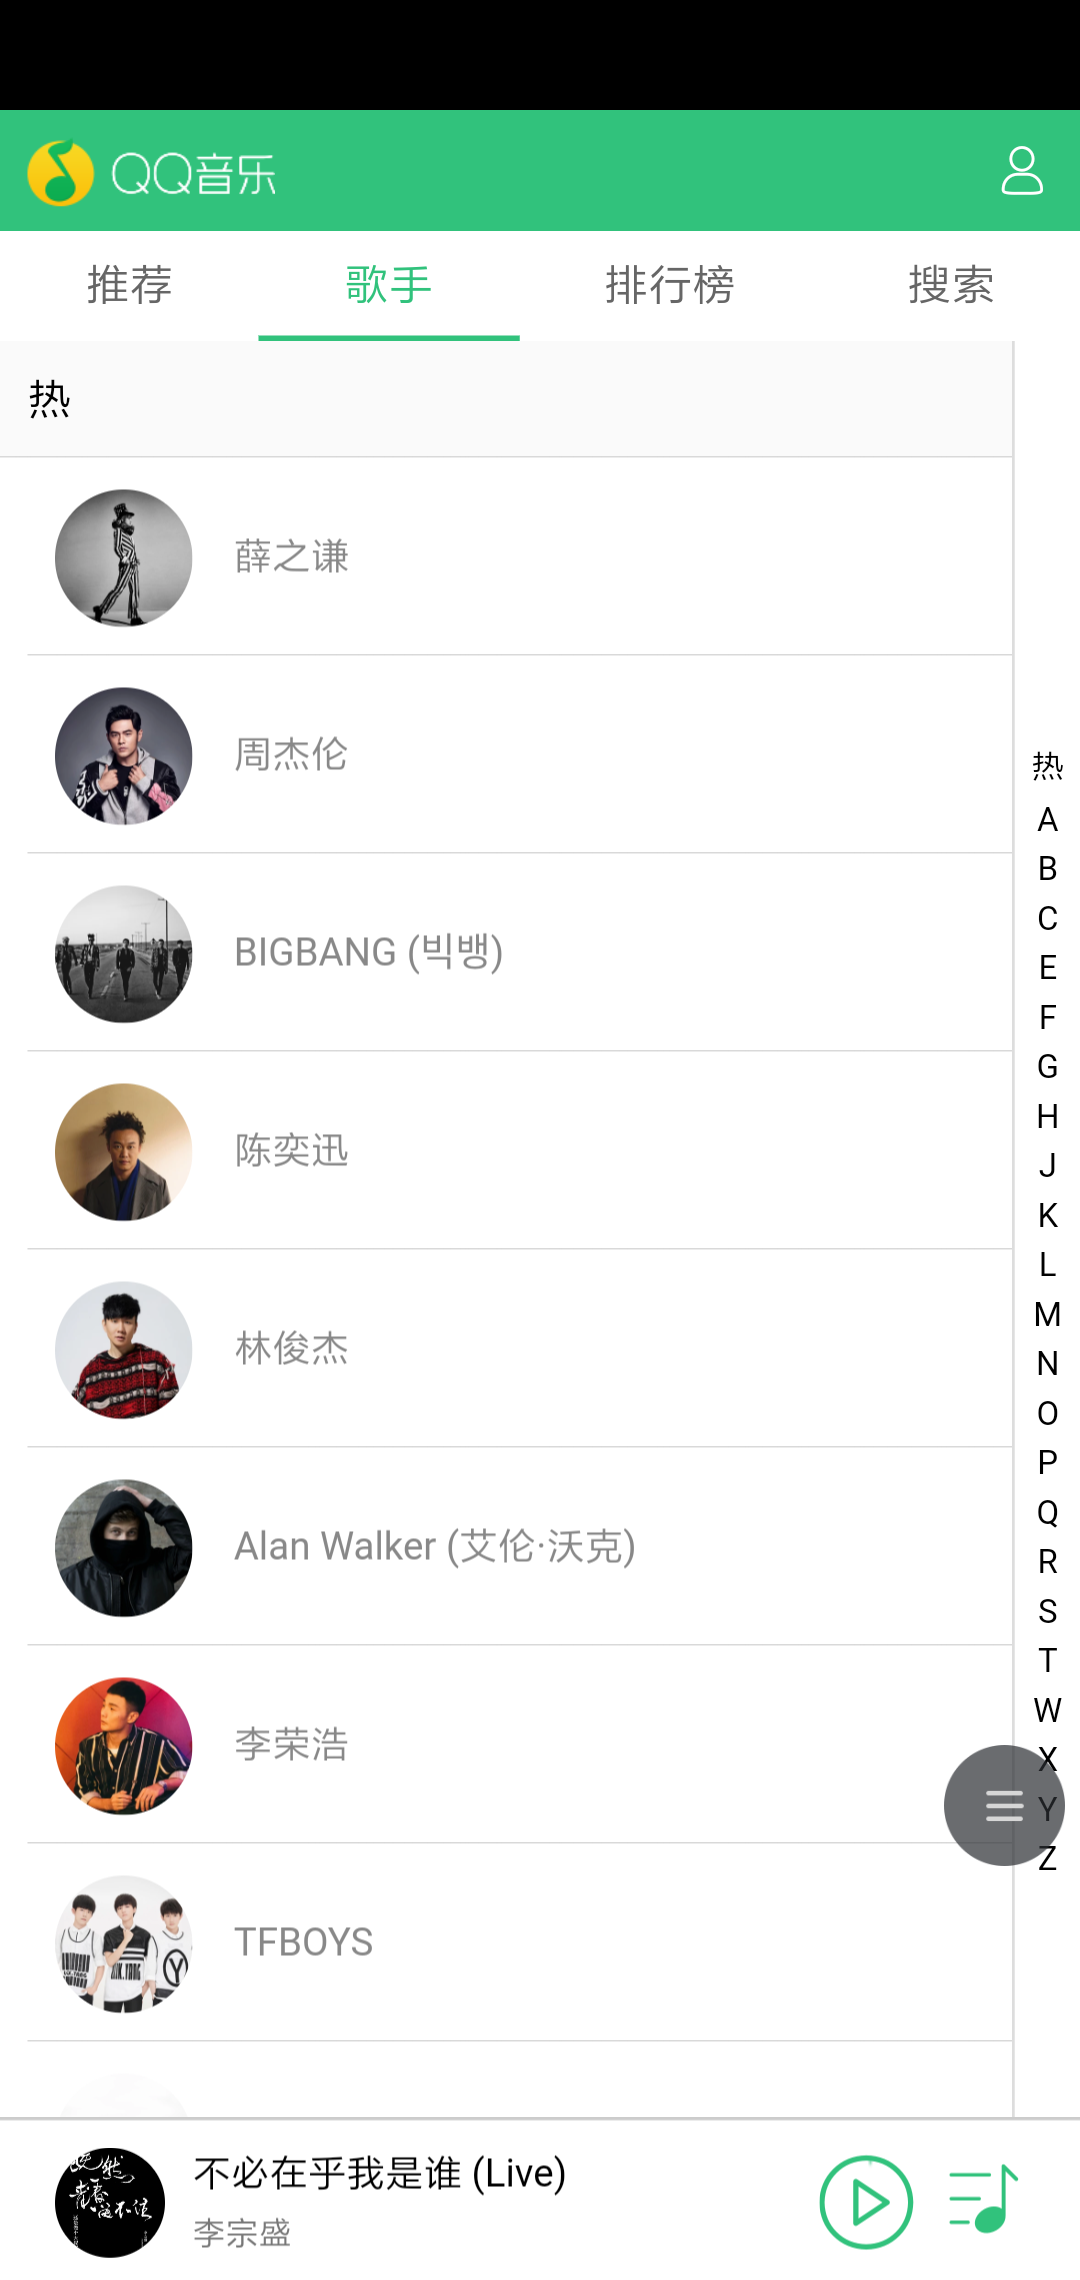 QQ音乐
推荐 歌手 排行榜 搜索
热
薛之谦
周杰伦
BIGBANG (빅뱅)
陈奕迅
林俊杰
Alan Walker (艾伦·沃克)
李荣浩
TFBOYS
热
A
B
C
E
F
G
H
J
K
L
M
N
O
P
Q
R
S
T
W
X
Y
Z
不必在乎我是谁 (Live)
李宗盛